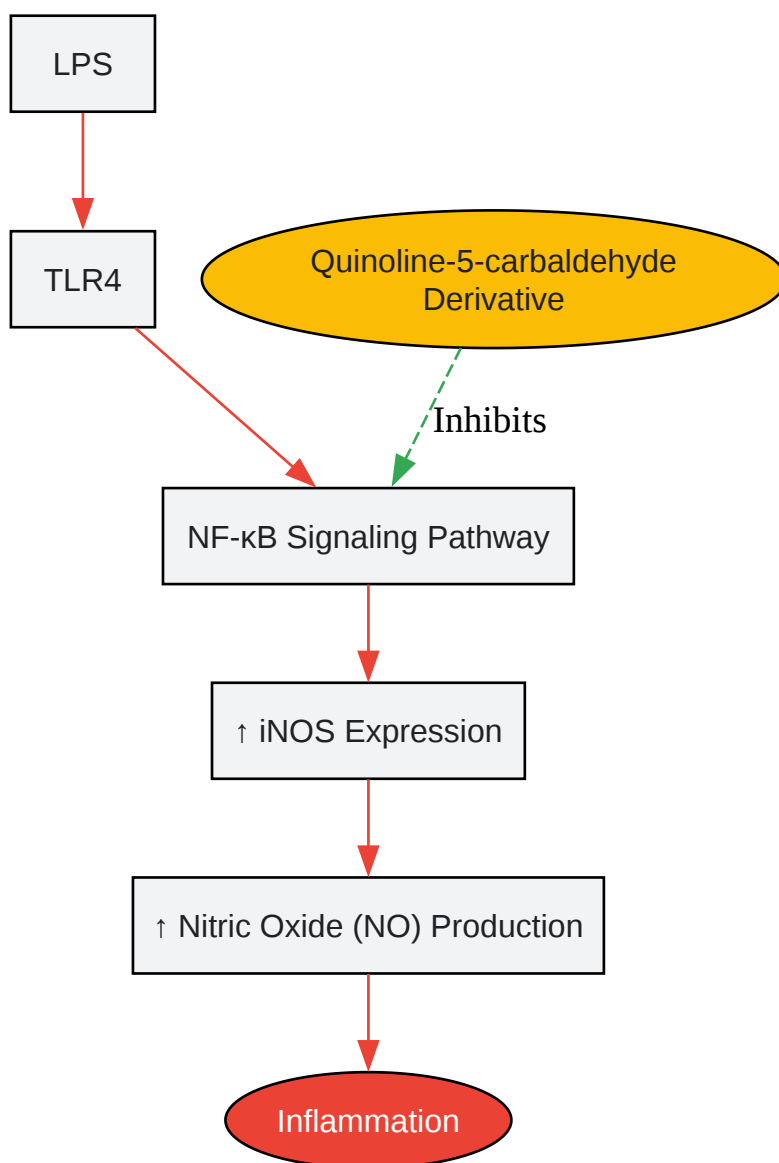 LPS
TLR4
Quinoline-5-carbaldehyde
Derivative
Inhibits
NF-κB Signaling Pathway
↑ iNOS Expression
↑ Nitric Oxide (NO) Production
Inflammation